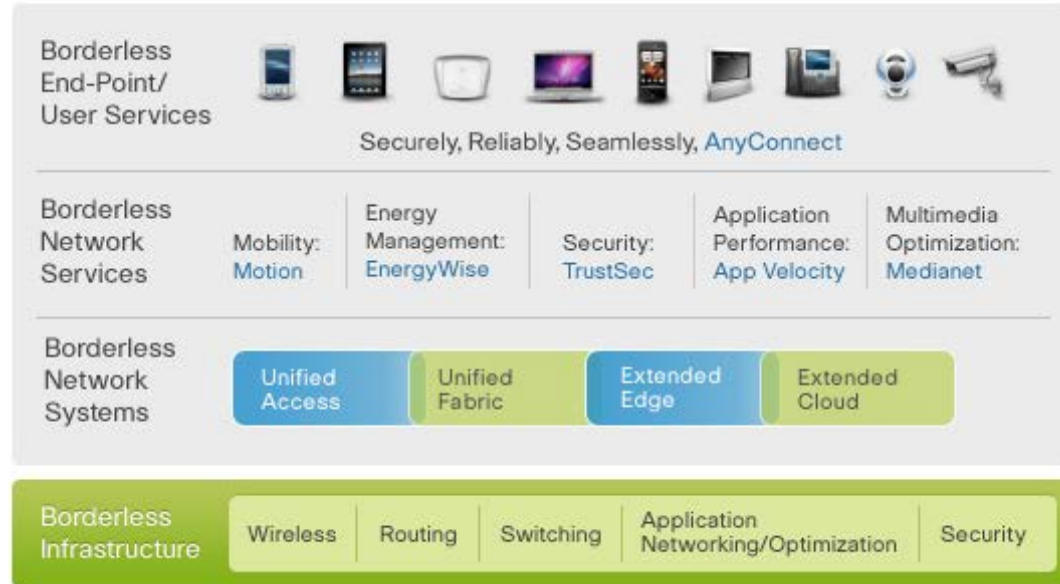 Borderless
End-Point/
User Services
Securely, Reliably, Seamlessly, AnyConnect
Borderless
Network
Services
Mobility:
Motion
Energy
Management:
EnergyWise
Security:
TrustSec
Application
Performance:
App Velocity
Multimedia
Optimization:
Medianet
Borderless
Network
Systems
Unified
Access
Unified
Fabric
Extended
Edge
Extended
Cloud
Borderless
Infrastructure
Wireless
Routing
Switching
Application
Networking/Optimization
Security